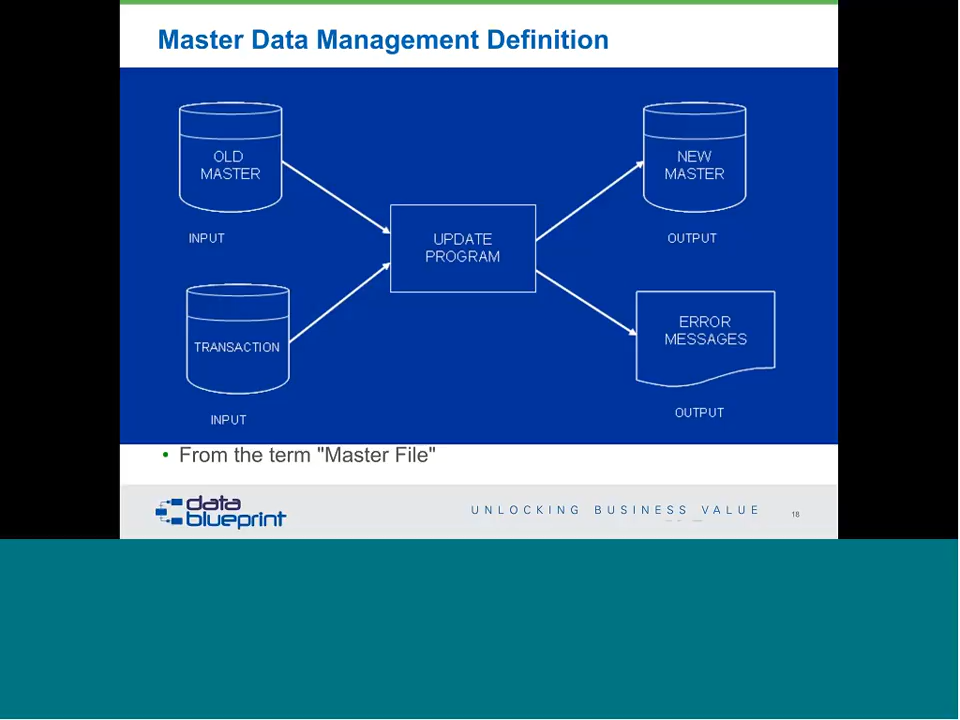 Master Data Management Definition
OLD
MASTER
INPUT
TRANSACTION
INPUT
UPDATE
PROGRAM
NEW
MASTER
OUTPUT
ERROR
MESSAGES
OUTPUT
• From the term "Master File"
data
blueprint
UNLOCKING BUSINESS VALUE
18